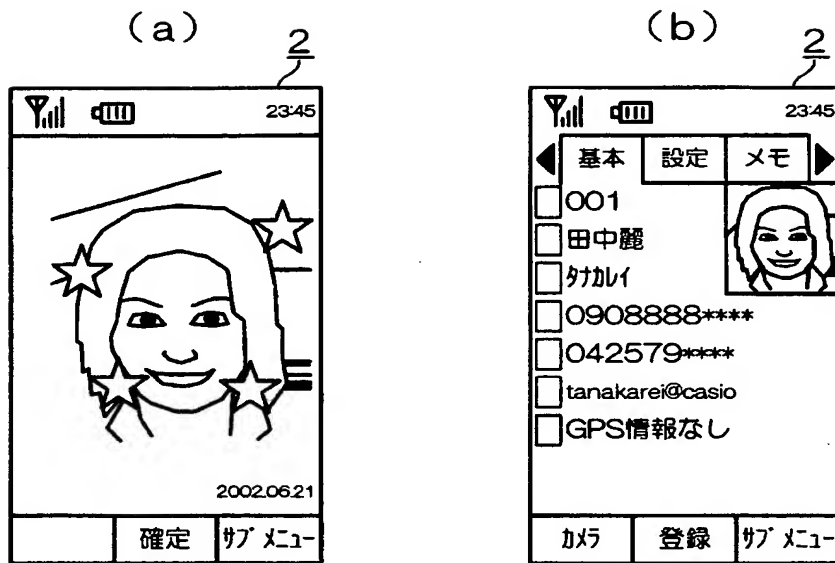 (a)
2
23:45
2002.06.21
確定 サブメニュー
(b)
2
23:45
基本 設定 メモ
001
田中麗
タナカレイ
0908888****
042579****
tanakarei@casio
GPS情報なし
カメラ 登録 サブメニュー